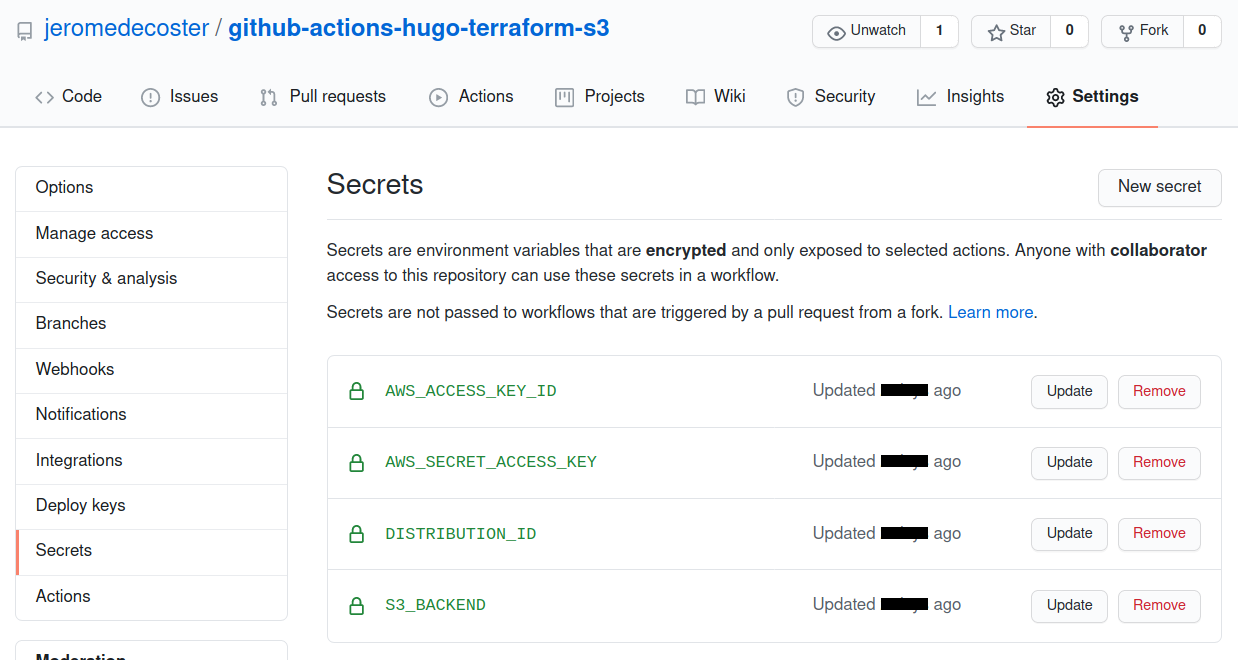 jeromedecoster / github-actions-hugo-terraform-s3
Unwatch 1 Star 0 Fork 0
Code Issues Pull requests Actions Projects Wiki Security Insights Settings
Options
Manage access
Security & analysis
Branches
Webhooks
Notifications
Integrations
Deploy keys
Secrets
Actions
Moderation
Secrets
New secret
Secrets are environment variables that are encrypted and only exposed to selected actions. Anyone with collaborator
access to this repository can use these secrets in a workflow.
Secrets are not passed to workflows that are triggered by a pull request from a fork. Learn more.
AWS_ACCESS_KEY_ID Updated ago Update Remove
AWS_SECRET_ACCESS_KEY Updated ago Update Remove
DISTRIBUTION_ID Updated ago Update Remove
S3_BACKEND Updated ago Update Remove